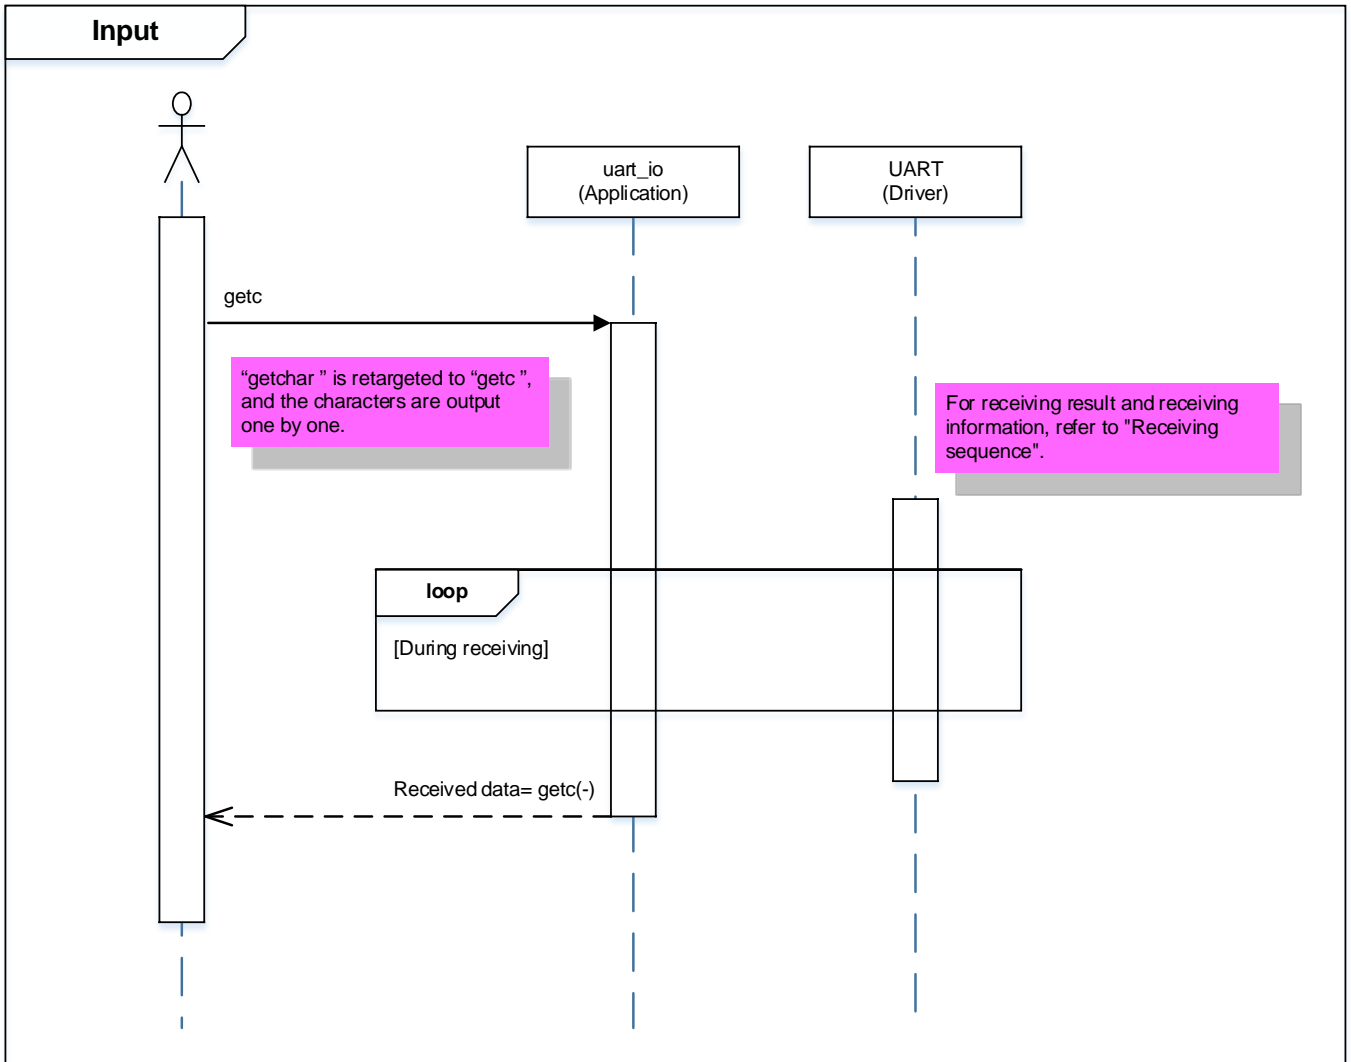 Input
uart_io
(Application)
UART
(Driver)
getc
“getchar ” is retargeted to “getc ”,
and the characters are output
one by one.
For receiving result and receiving
information, refer to "Receiving
sequence".
loop
[During receiving]
Received data= getc(-)